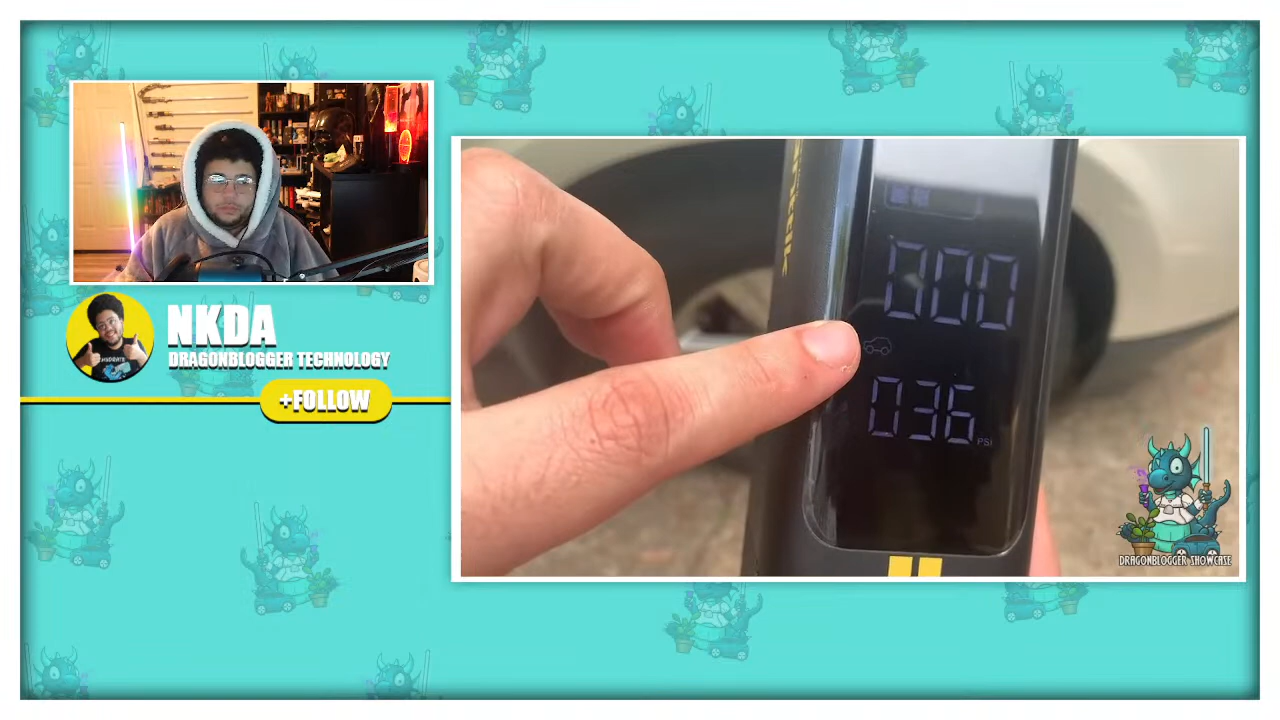 NKDA
DRAGONBLOGGER TECHNOLOGY
+FOLLOW
000
036
PSI
DRAGONBLOGGER SHOWCASE